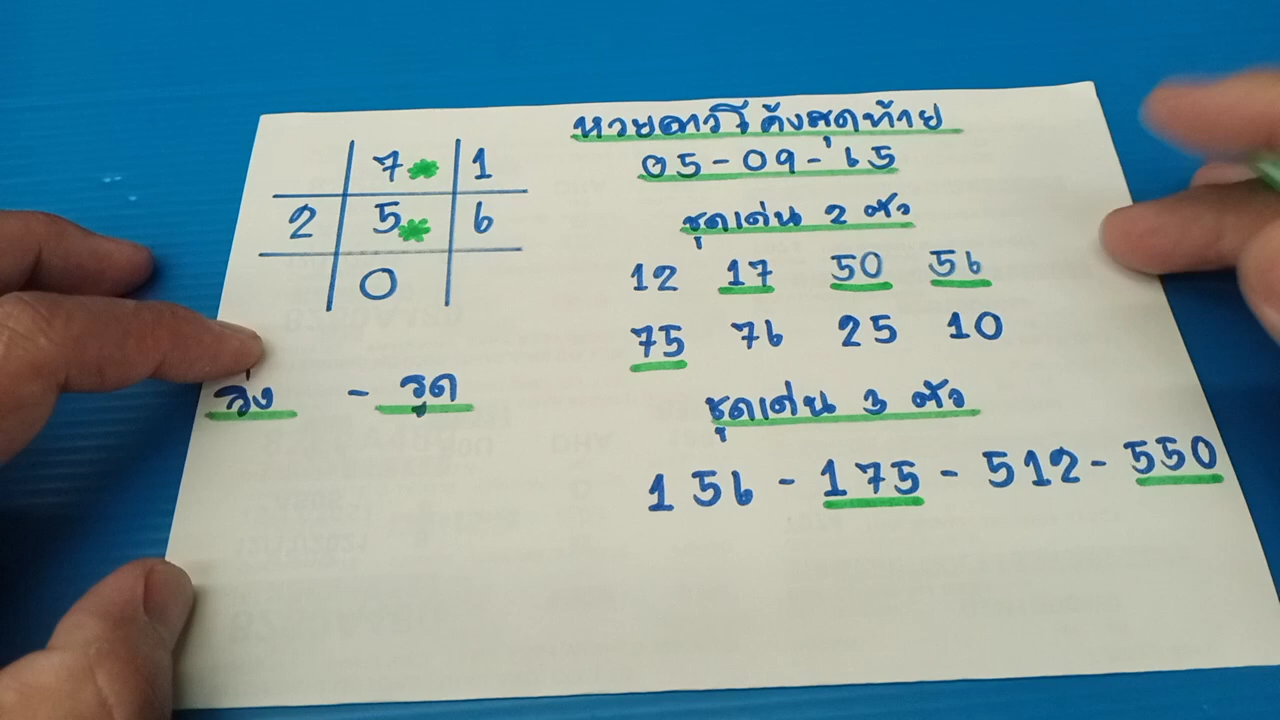 7 1
2 5 6
0
วิ่ง - รูด
หวยดาวโค้งสุดท้าย
05-09-'65
ชุดเด่น 2 ตัว
12 17 50 56
75 76 25 10
ชุดเด่น 3 ตัว
156 - 175 - 512 - 550